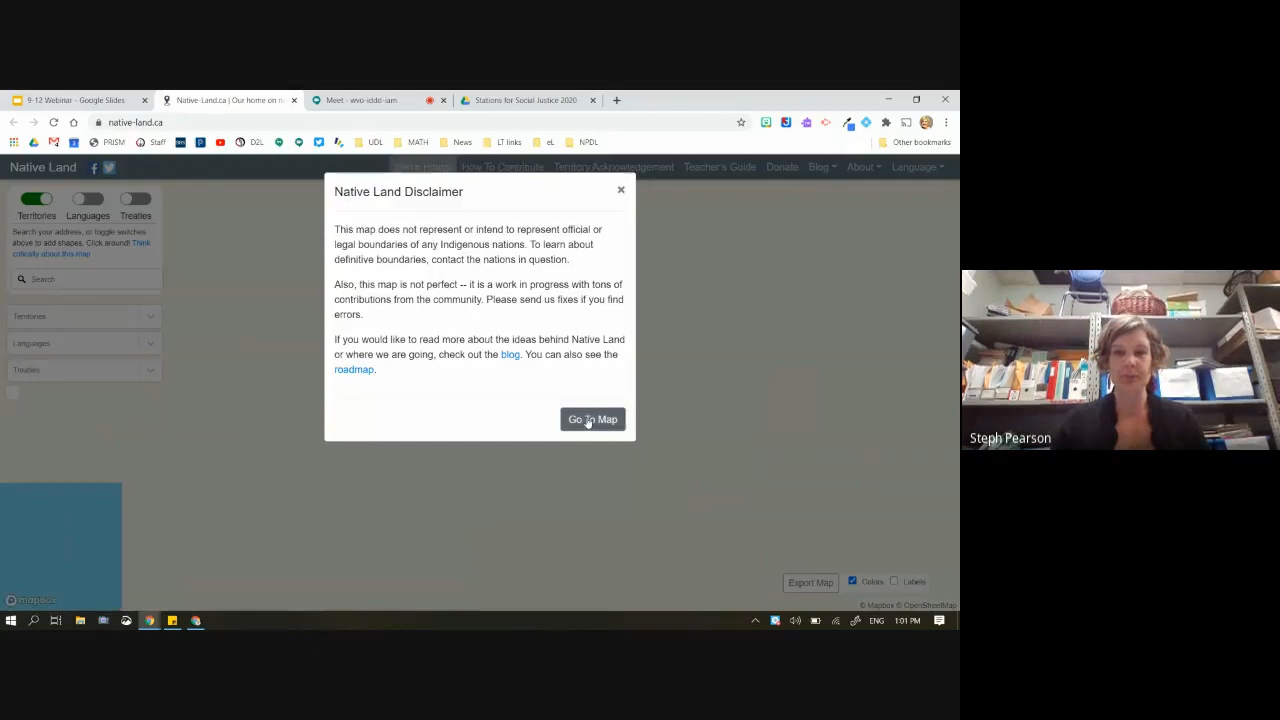 9-12 Webinar - Google Slides
Native-Land.ca | Our home on n
Meet - wvo-iddd-iam
Stations for Social Justice 2020
native-land.ca
PRISM
Staff
D2L
UDL
MATH
News
LT links
eL
NPDL
Other bookmarks
Native Land
How To Contribute
Territory Acknowledgement
Teacher's Guide
Donate
Blog
About
Language
Territories
Languages
Treaties
Search your address, or toggle switches
above to add shapes. Click around! Think
critically about this map
Search
Territories
Languages
Treaties
Native Land Disclaimer
This map does not represent or intend to represent official or
legal boundaries of any Indigenous nations. To learn about
definitive boundaries, contact the nations in question.
Also, this map is not perfect -- it is a work in progress with tons of
contributions from the community. Please send us fixes if you find
errors.
If you would like to read more about the ideas behind Native Land
or where we are going, check out the blog. You can also see the
roadmap.
Go To Map
Steph Pearson
mapbox
Export Map
Colors
Labels
© Mapbox © OpenStreetMap
ENG
1:01 PM